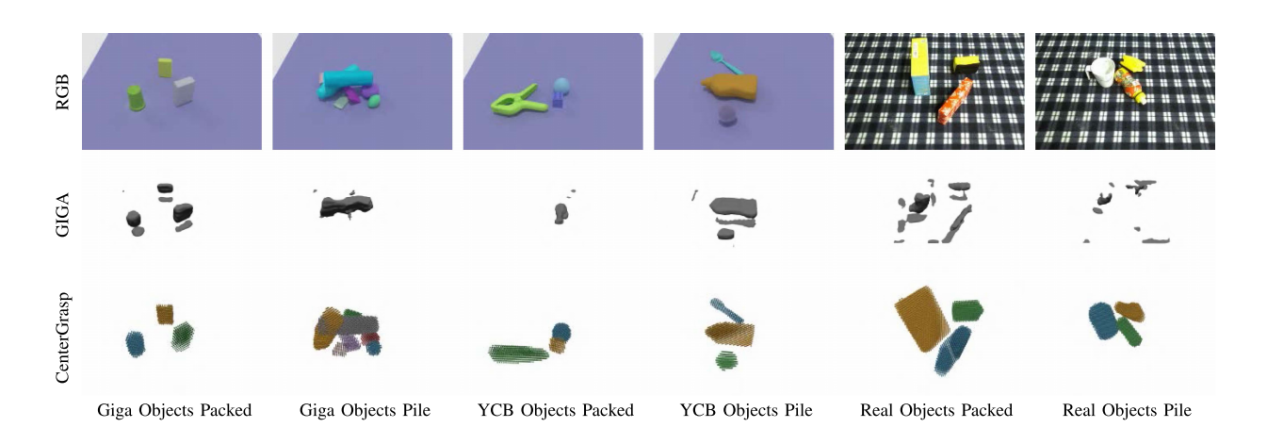 RGB
GIGA
CenterGrasp
Giga Objects Packed
Giga Objects Pile
YCB Objects Packed
YCB Objects Pile
Real Objects Packed
Real Objects Pile